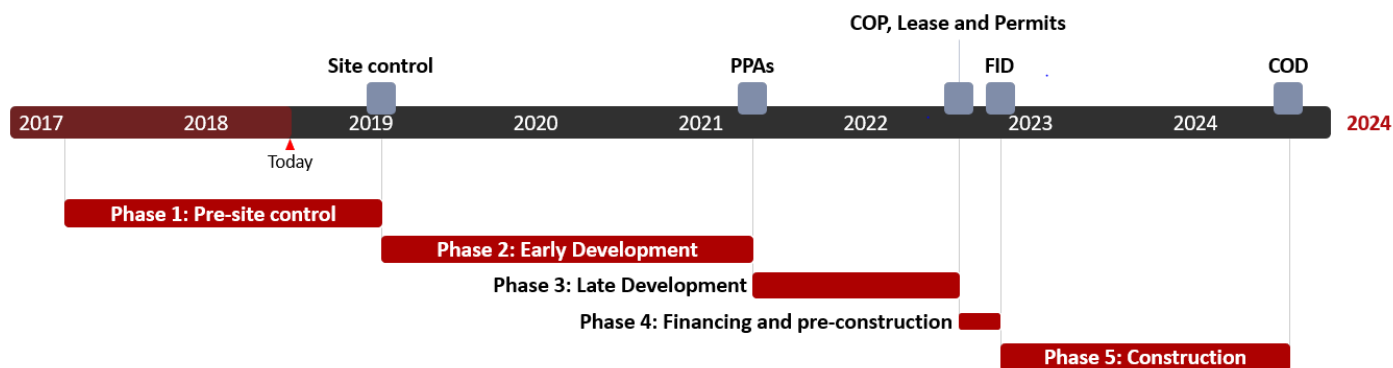 COP, Lease and Permits
Site control PPAs FID COD
2017 2018 2019 2020 2021 2022 2023 2024 2024
Today
Phase 1: Pre-site control
Phase 2: Early Development
Phase 3: Late Development
Phase 4: Financing and pre-construction
Phase 5: Construction